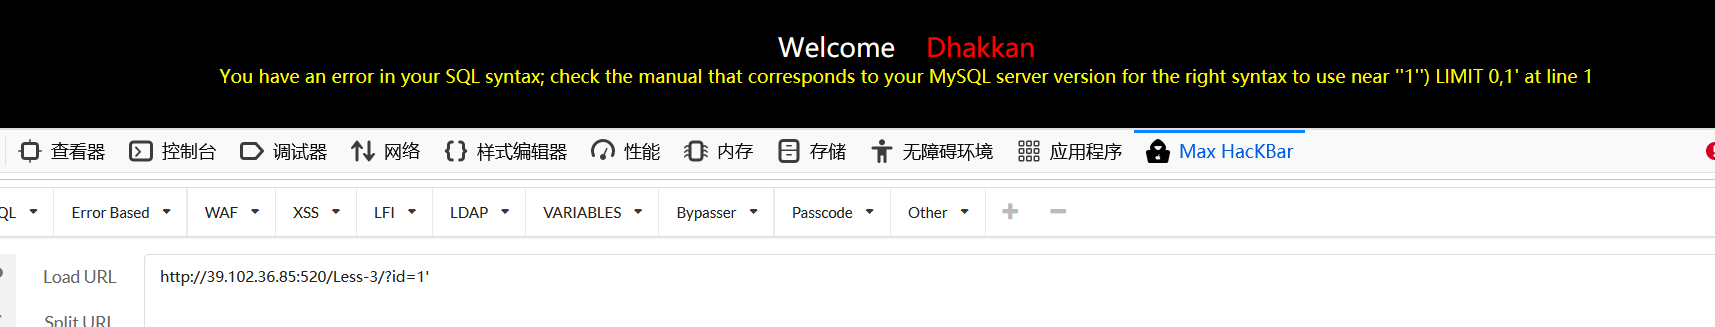 Welcome Dhakkan
You have an error in your SQL syntax; check the manual that corresponds to your MySQL server version for the right syntax to use near ''1'') LIMIT 0,1' at line 1
查看器 控制台 调试器 网络 样式编辑器 性能 内存 存储 无障碍环境 应用程序 Max HacKBar
QL Error Based WAF XSS LFI LDAP VARIABLES Bypasser Passcode Other
Load URL http://39.102.36.85:520/Less-3/?id=1'
Split URL